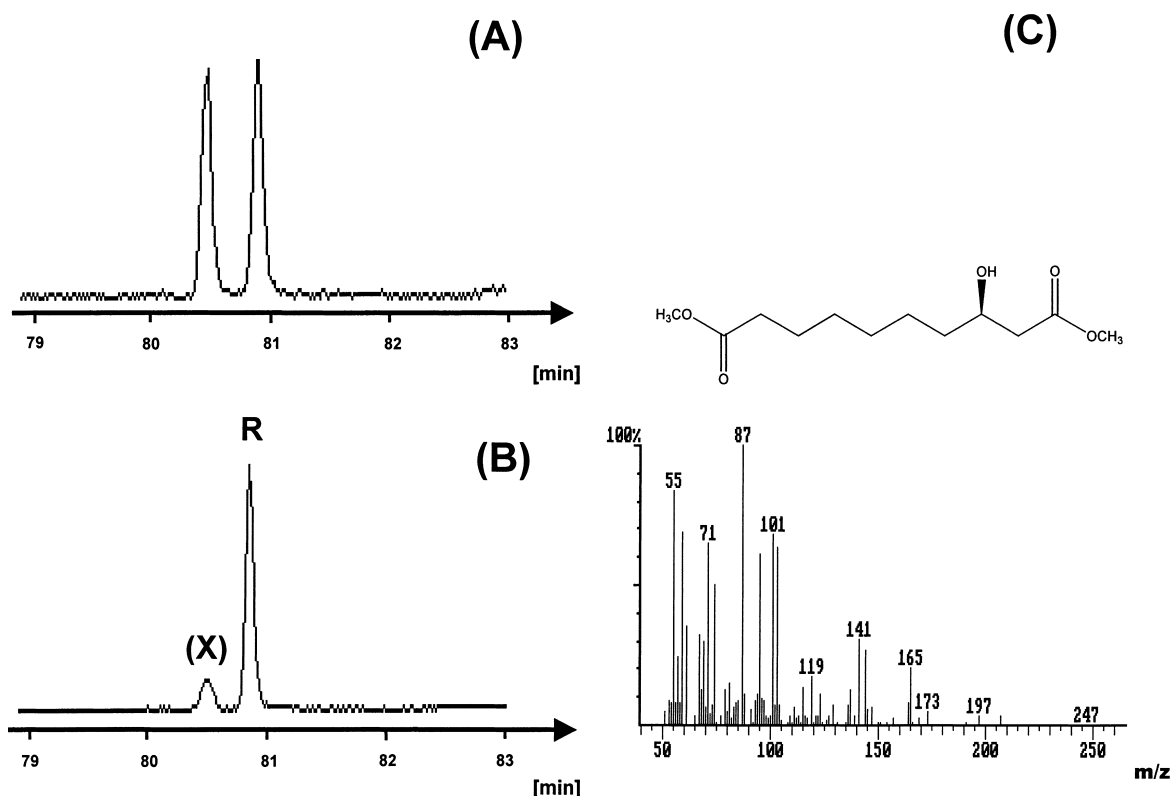 (A)
79 80 81 82 83
[min]
R
(B)
(X)
79 80 81 82 83
[min]
(C)
OH
O
H₃CO
OCH₃
O
100%
87
55
71
101
141
119
165
173
197
247
50 100 150 200 250
m/z